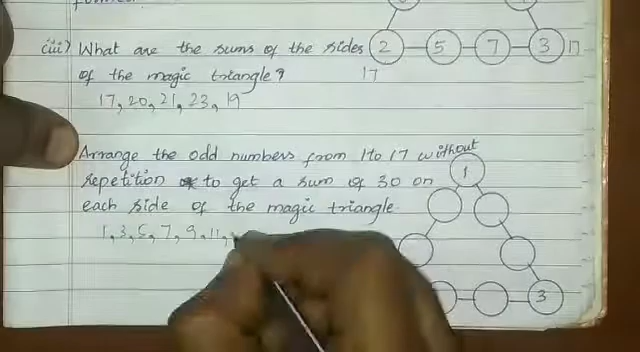 iii) What are the sums of the sides
of the magic triangle?
17, 20, 21, 23, 19
2 5 7 3 17
17
Arrange the odd numbers from 1 to 17 without
repetition to get a sum of 30 on
each side of the magic triangle.
1, 3, 5, 7, 9, 11,
1
3